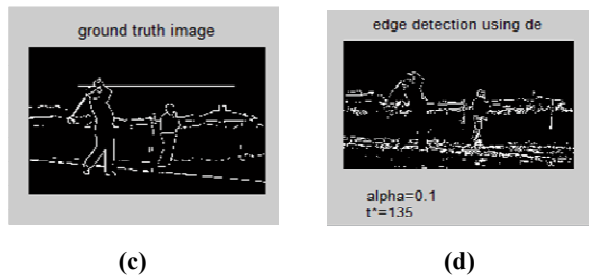 ground truth image
edge detection using de
alpha=0.1
t*=135
(c)
(d)